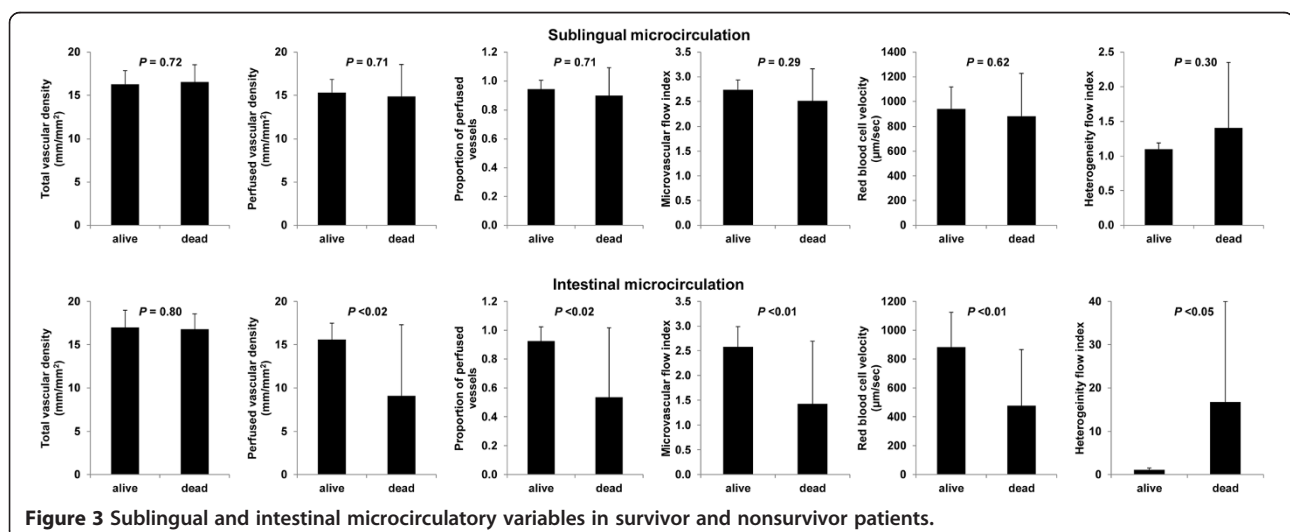 Sublingual microcirculation
Total vascular density
(mm/mm²)
20
15
10
5
0
P = 0.72
alive
dead
Perfused vascular density
(mm/mm²)
20
15
10
5
0
P = 0.71
alive
dead
Proportion of perfused
vessels
1.2
1.0
0.8
0.6
0.4
0.2
0.0
P = 0.71
alive
dead
Microvascular flow index
3.5
3.0
2.5
2.0
1.5
1.0
0.5
0.0
P = 0.29
alive
dead
Red blood cell velocity
(µm/sec)
1400
1200
1000
800
600
400
200
0
P = 0.62
alive
dead
Heterogeneity flow index
2.5
2.0
1.5
1.0
0.5
0.0
P = 0.30
alive
dead
Intestinal microcirculation
Total vascular density
(mm/mm²)
20
15
10
5
0
P = 0.80
alive
dead
Perfused vascular density
(mm/mm²)
20
15
10
5
0
P <0.02
alive
dead
Proportion of perfused
vessels
1.2
1.0
0.8
0.6
0.4
0.2
0.0
P <0.02
alive
dead
Microvascular flow index
3.5
3.0
2.5
2.0
1.5
1.0
0.5
0.0
P <0.01
alive
dead
Red blood cell velocity
(µm/sec)
1200
1000
800
600
400
200
0
P <0.01
alive
dead
Heterogeinity flow index
40
30
20
10
0
P <0.05
alive
dead
Figure 3 Sublingual and intestinal microcirculatory variables in survivor and nonsurvivor patients.